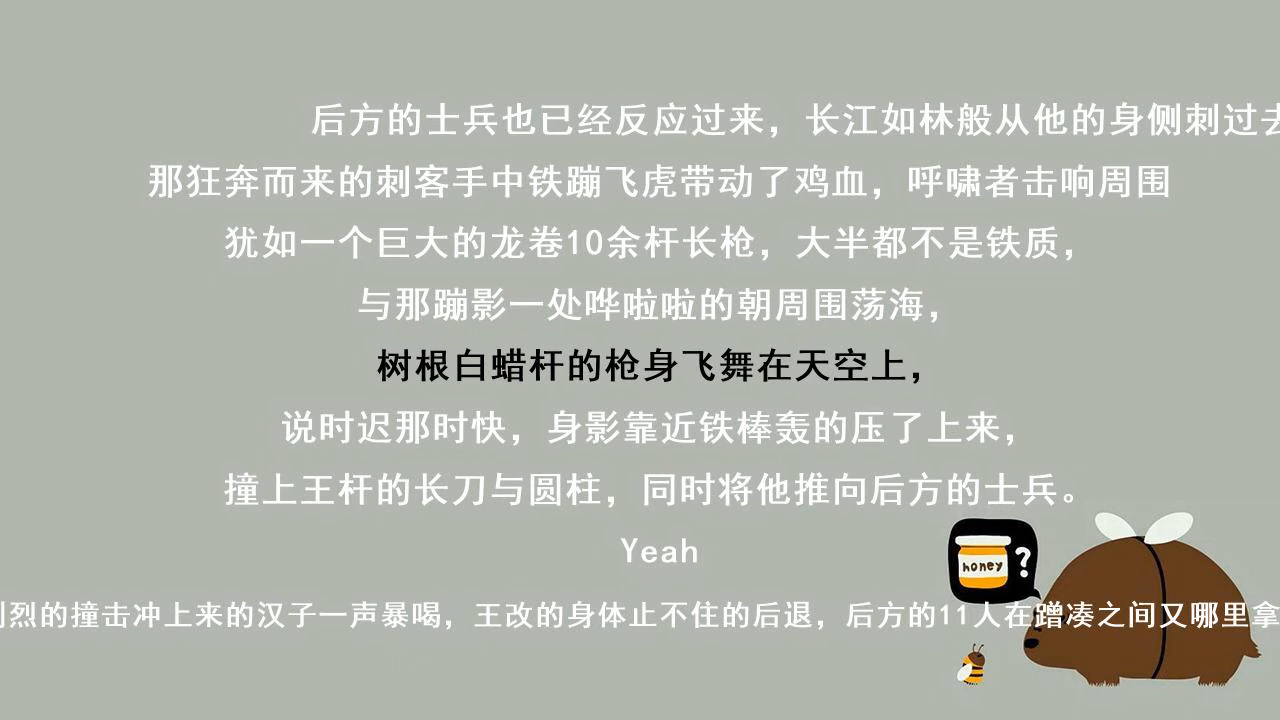 后方的士兵也已经反应过来，长江如林般从他的身侧刺过去
那狂奔而来的刺客手中铁蹦飞虎带动了鸡血，呼啸者击响周围
犹如一个巨大的龙卷10余杆长枪，大半都不是铁质，
与那蹦影一处哗啦啦的朝周围荡海，
树根白蜡杆的枪身飞舞在天空上，
说时迟那时快，身影靠近铁棒轰的压了上来，
撞上王杆的长刀与圆柱，同时将他推向后方的士兵。
Yeah
honey
?
烈的撞击冲上来的汉子一声暴喝，王改的身体止不住的后退，后方的11人在蹭凑之间又哪里拿